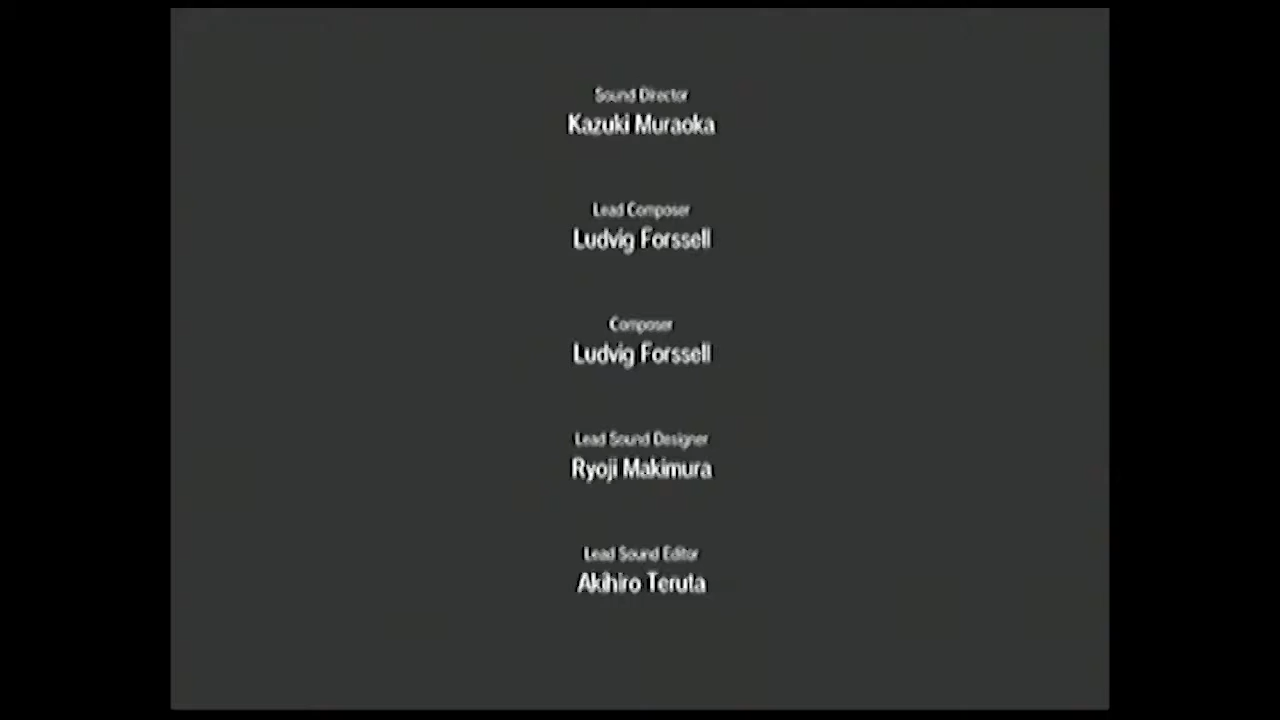 Sound Director
Kazuki Muraoka
Lead Composer
Ludvig Forssell
Composer
Ludvig Forssell
Lead Sound Designer
Ryoji Makimura
Lead Sound Editor
Akihiro Teruta